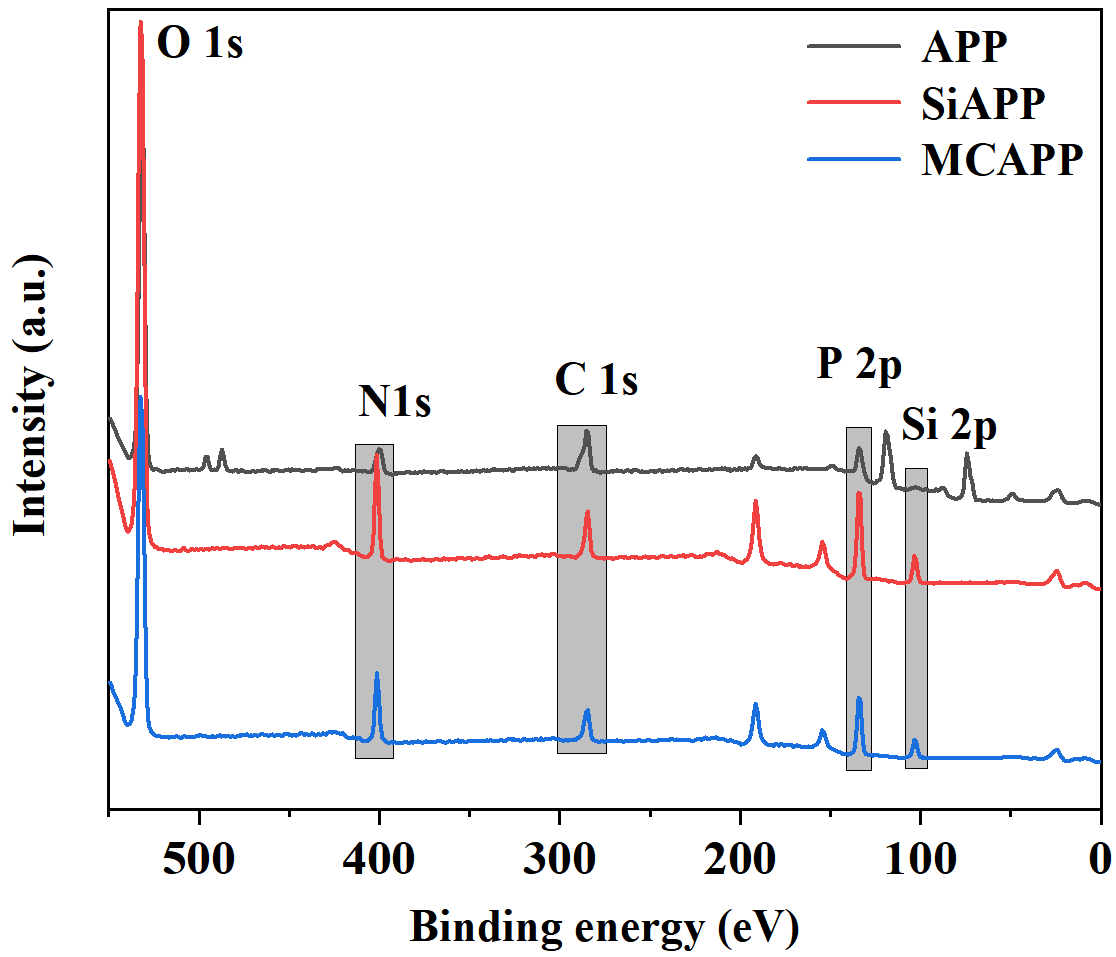 O 1s
APP
SiAPP
MCAPP
N1s
C 1s
P 2p
Si 2p
Intensity (a.u.)
500
400
300
200
100
0
Binding energy (eV)